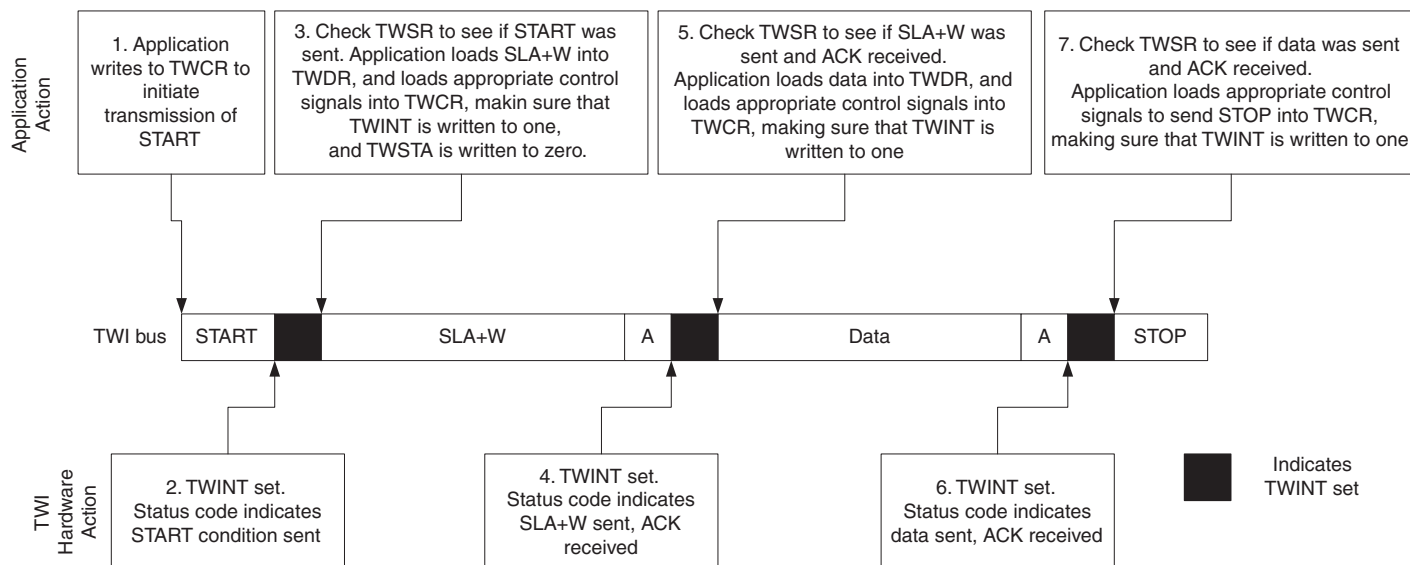 Application
Action
1. Application
writes to TWCR to
initiate
transmission of
START
3. Check TWSR to see if START was
sent. Application loads SLA+W into
TWDR, and loads appropriate control
signals into TWCR, makin sure that
TWINT is written to one,
and TWSTA is written to zero.
5. Check TWSR to see if SLA+W was
sent and ACK received.
Application loads data into TWDR, and
loads appropriate control signals into
TWCR, making sure that TWINT is
written to one
7. Check TWSR to see if data was sent
and ACK received.
Application loads appropriate control
signals to send STOP into TWCR,
making sure that TWINT is written to one
TWI bus
START
SLA+W
A
Data
A
STOP
TWI
Hardware
Action
2. TWINT set.
Status code indicates
START condition sent
4. TWINT set.
Status code indicates
SLA+W sent, ACK
received
6. TWINT set.
Status code indicates
data sent, ACK received
Indicates
TWINT set